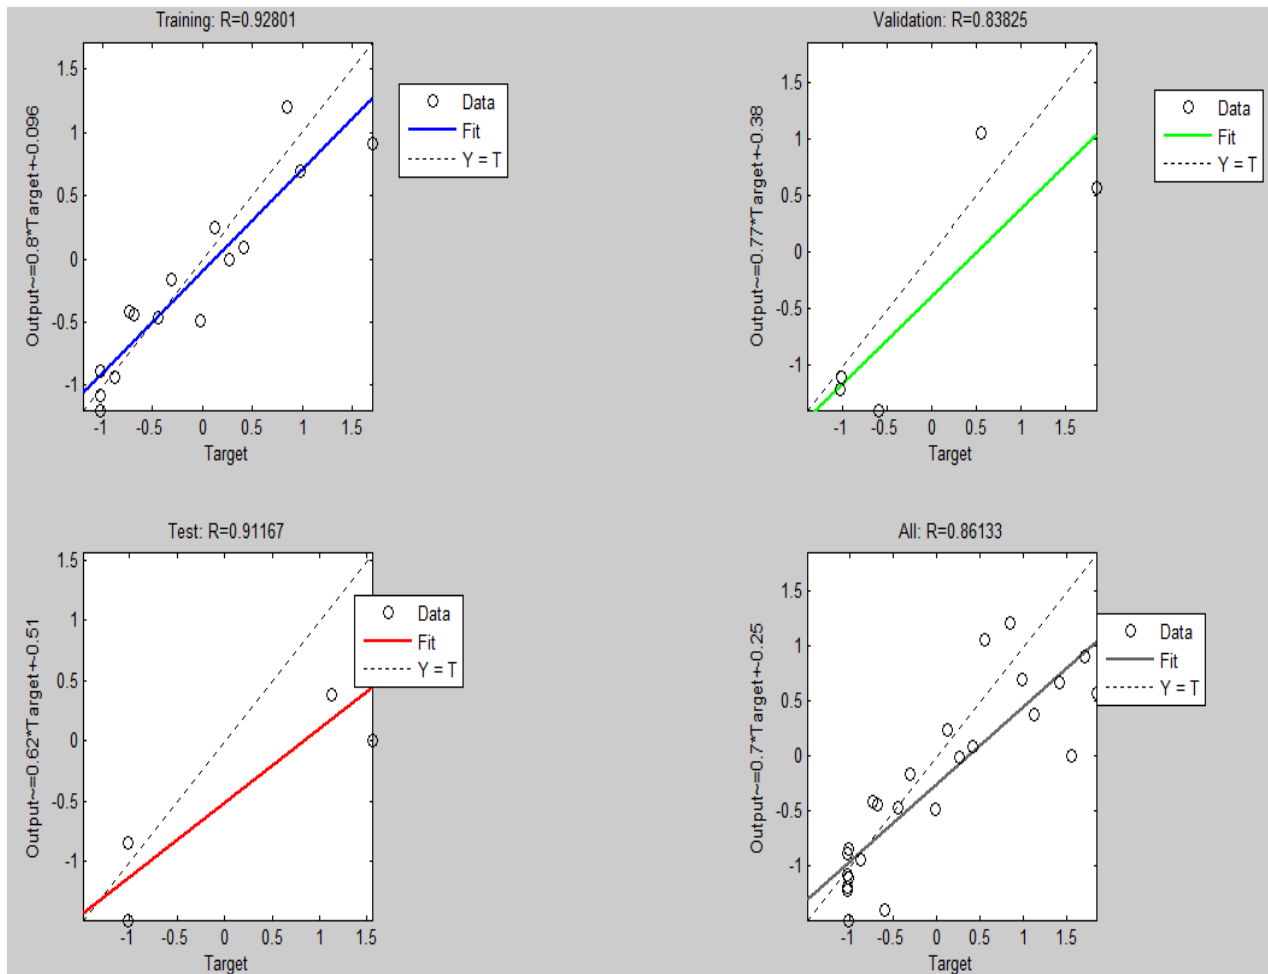 Training: R=0.92801
Output~=0.8*Target+-0.096
1.5
1
0.5
0
-0.5
-1
-1 -0.5 0 0.5 1 1.5
Target
Data
Fit
Y = T
Validation: R=0.83825
Output~=0.77*Target+-0.38
1.5
1
0.5
0
-0.5
-1
-1 -0.5 0 0.5 1 1.5
Target
Data
Fit
Y = T
Test: R=0.91167
Output~=0.62*Target+-0.51
1.5
1
0.5
0
-0.5
-1
-1 -0.5 0 0.5 1 1.5
Target
Data
Fit
Y = T
All: R=0.86133
Output~=0.7*Target+-0.25
1.5
1
0.5
0
-0.5
-1
-1 -0.5 0 0.5 1 1.5
Target
Data
Fit
Y = T